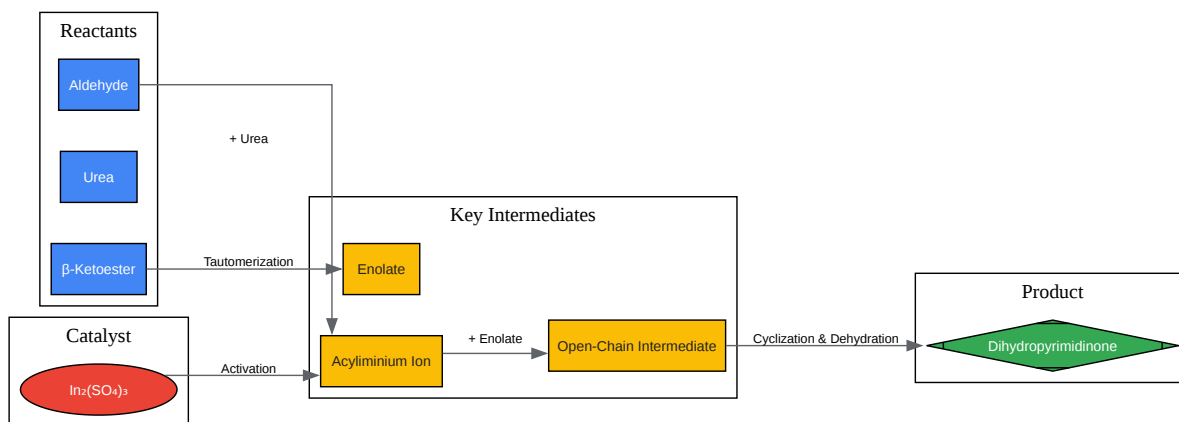 Reactants
Aldehyde
+ Urea
Urea
Key Intermediates
β-Ketoester
Tautomerization
Enolate
Product
Catalyst
+ Enolate
Open-Chain Intermediate
Cyclization & Dehydration
Dihydropyrimidinone
Acyliminium Ion
In₂(SO₄)₃
Activation